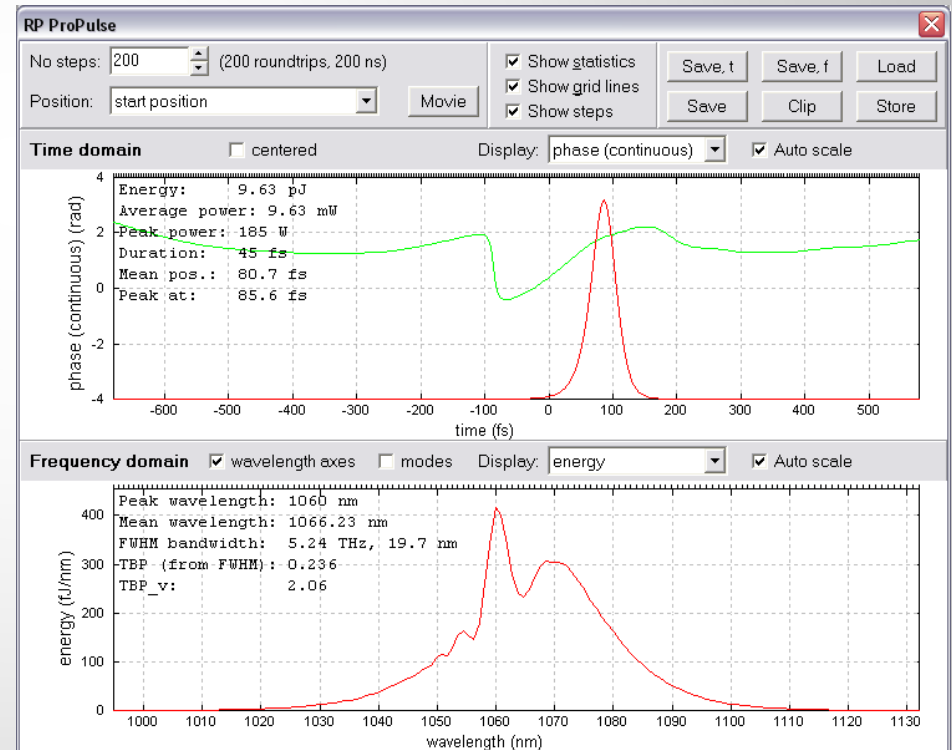 RP ProPulse
No steps: 200 (200 roundtrips, 200 ns)
Position: start position Movie
Show statistics
Show grid lines
Show steps
Save, t Save, f Load
Save Clip Store
Time domain centered Display: phase (continuous) Auto scale
phase (continuous) (rad)
4
2
0
-2
-4
Energy: 9.63 pJ
Average power: 9.63 mW
Peak power: 185 W
Duration: 45 fs
Mean pos.: 80.7 fs
Peak at: 85.6 fs
-600 -500 -400 -300 -200 -100 0 100 200 300 400 500
time (fs)
Frequency domain wavelength axes modes Display: energy Auto scale
energy (fJ/nm)
400
300
200
100
0
Peak wavelength: 1060 nm
Mean wavelength: 1066.23 nm
FWHM bandwidth: 5.24 THz, 19.7 nm
TBP (from FWHM): 0.236
TBP_v: 2.06
1000 1010 1020 1030 1040 1050 1060 1070 1080 1090 1100 1110 1120 1130
wavelength (nm)